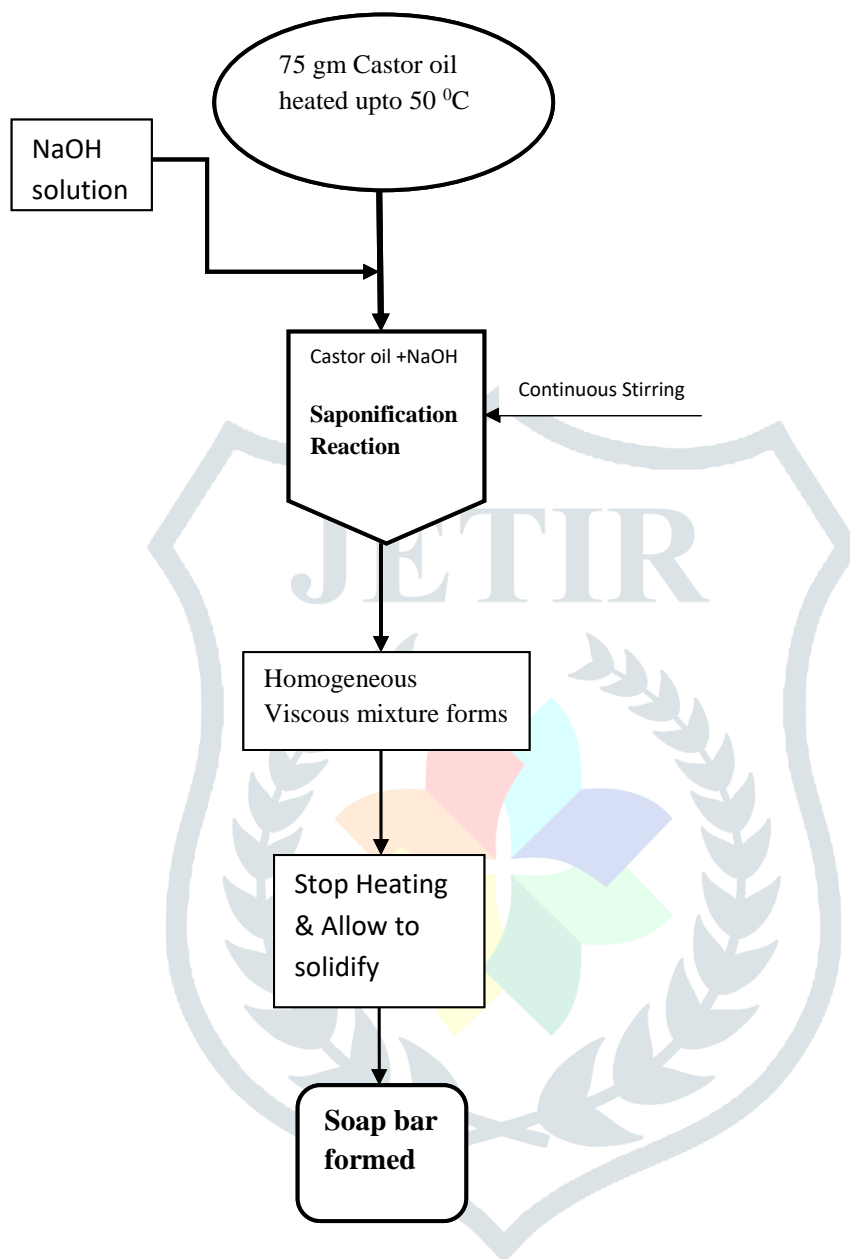 75 gm Castor oil
heated upto 50 ⁰C
NaOH
solution
Castor oil +NaOH
Saponification
Reaction
Continuous Stirring
JETIR
Homogeneous
Viscous mixture forms
Stop Heating
& Allow to
solidify
Soap bar
formed